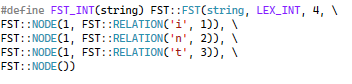 #define FST_INT(string) FST::FST(string, LEX_INT, 4, \
FST::NODE(1, FST::RELATION('i', 1)), \
FST::NODE(1, FST::RELATION('n', 2)), \
FST::NODE(1, FST::RELATION('t', 3)), \
FST::NODE())